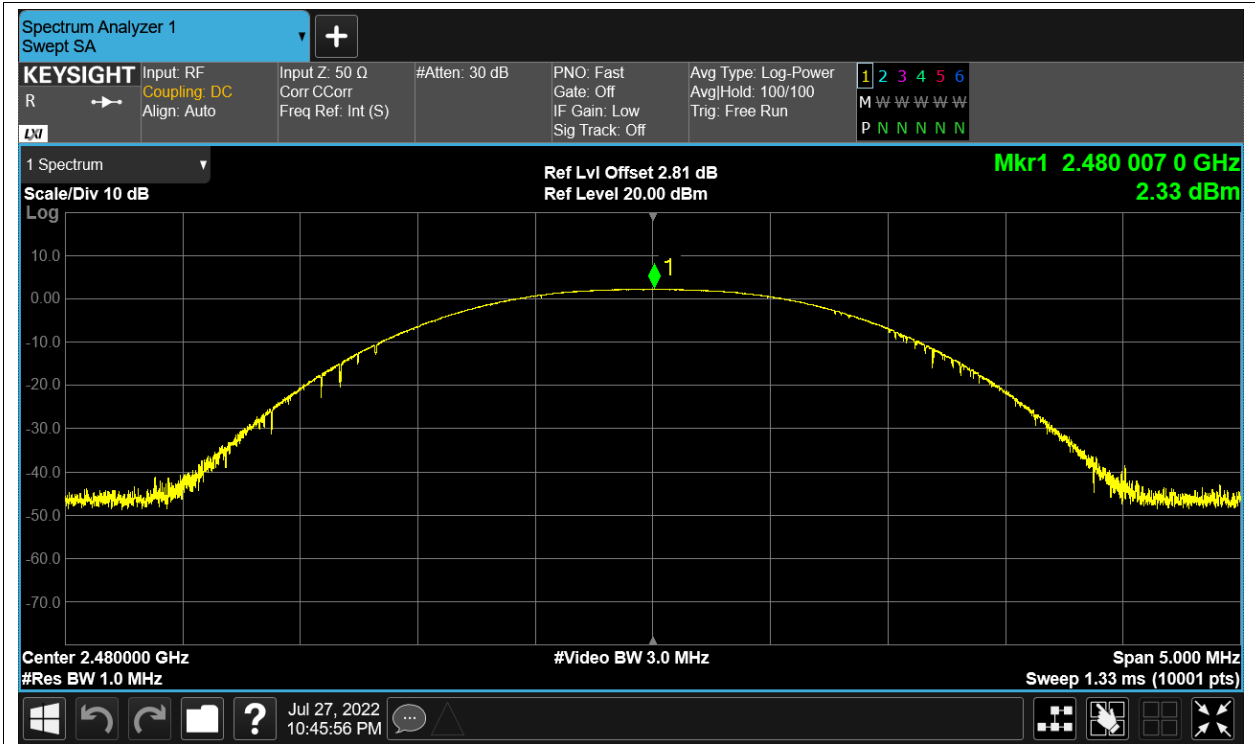 Spectrum Analyzer 1
Swept SA
KEYSIGHT
R
LXI
Input: RF
Coupling: DC
Align: Auto
Input Z: 50 Ω
Corr CCorr
Freq Ref: Int (S)
#Atten: 30 dB
PNO: Fast
Gate: Off
IF Gain: Low
Sig Track: Off
Avg Type: Log-Power
Avg|Hold: 100/100
Trig: Free Run
1 2 3 4 5 6
M W W W W W
P N N N N N
1 Spectrum
Scale/Div 10 dB
Log
Ref Lvl Offset 2.81 dB
Ref Level 20.00 dBm
Mkr1 2.480 007 0 GHz
2.33 dBm
1
10.0
0.00
-10.0
-20.0
-30.0
-40.0
-50.0
-60.0
-70.0
Center 2.480000 GHz
#Video BW 3.0 MHz
Span 5.000 MHz
#Res BW 1.0 MHz
Sweep 1.33 ms (10001 pts)
?
Jul 27, 2022
10:45:56 PM